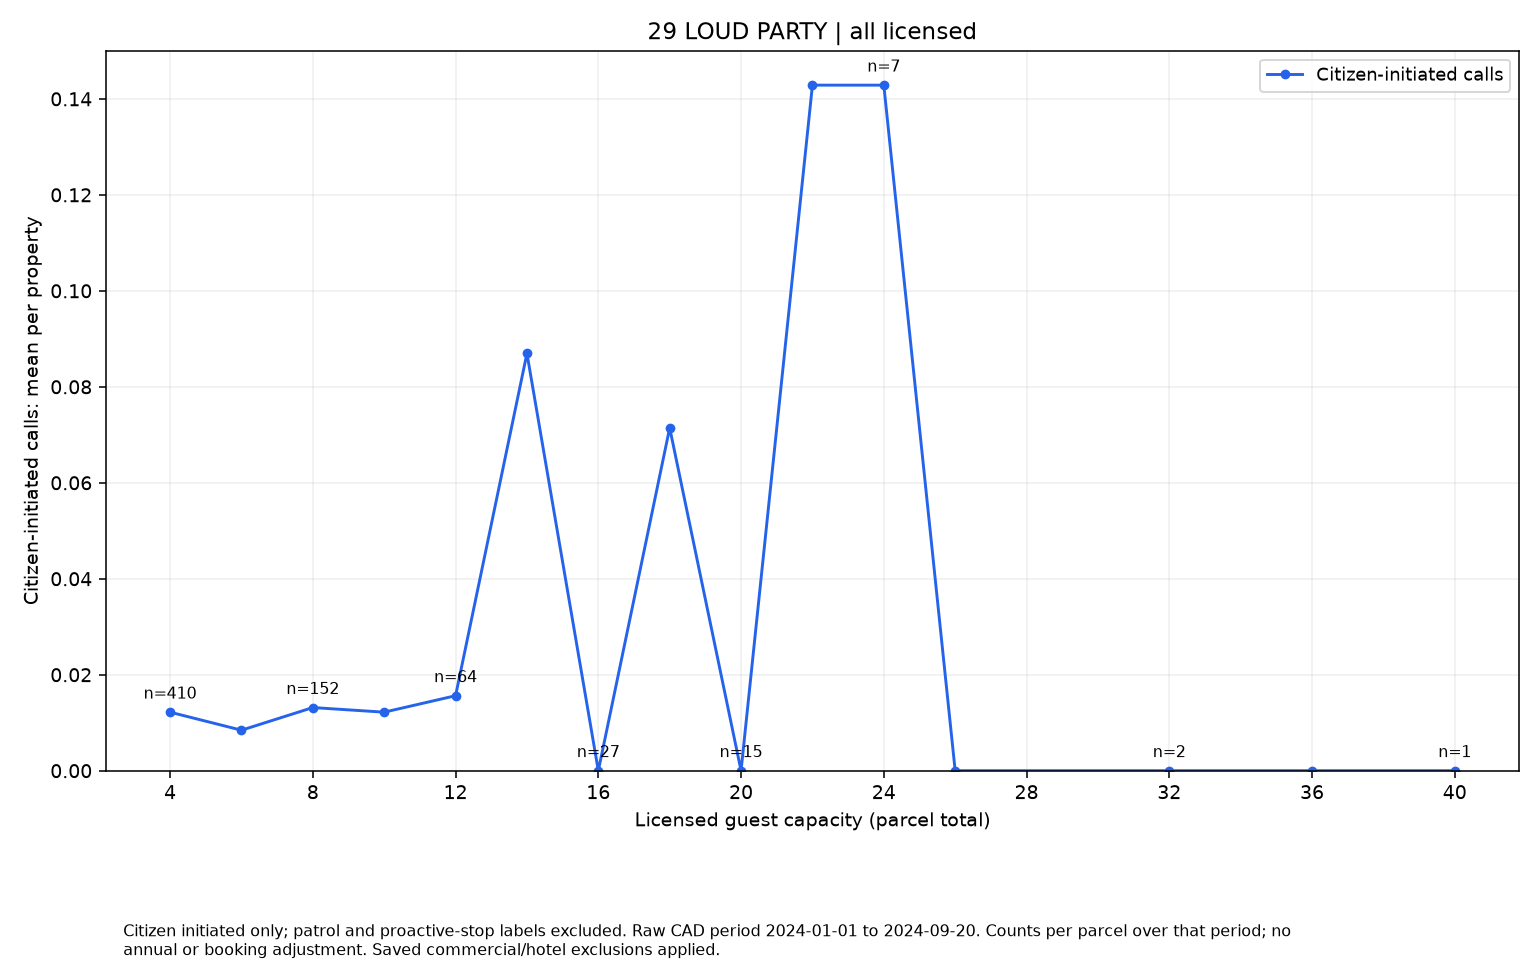 29 LOUD PARTY | all licensed
n=7
Citizen-initiated calls
0.14
0.12
0.10
0.08
0.06
0.04
0.02
0.00
Citizen-initiated calls: mean per property
n=410
n=152
n=64
n=27
n=15
n=2
n=1
4 8 12 16 20 24 28 32 36 40
Licensed guest capacity (parcel total)
Citizen initiated only; patrol and proactive-stop labels excluded. Raw CAD period 2024-01-01 to 2024-09-20. Counts per parcel over that period; no
annual or booking adjustment. Saved commercial/hotel exclusions applied.